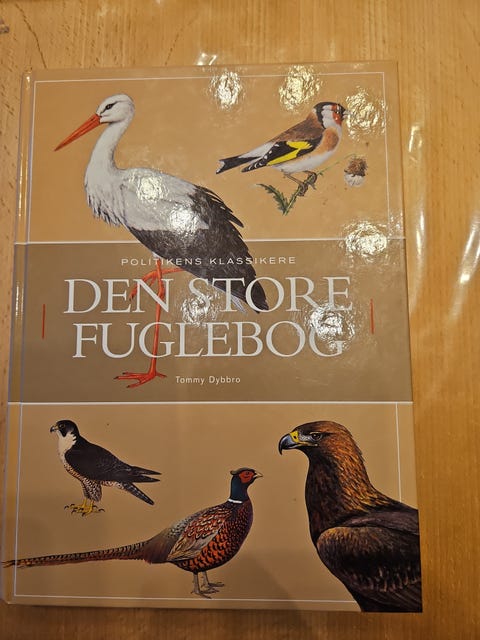 POLITIKENS KLASSIKERE
DEN STORE
FUGLEBOG
Tommy Dybbro